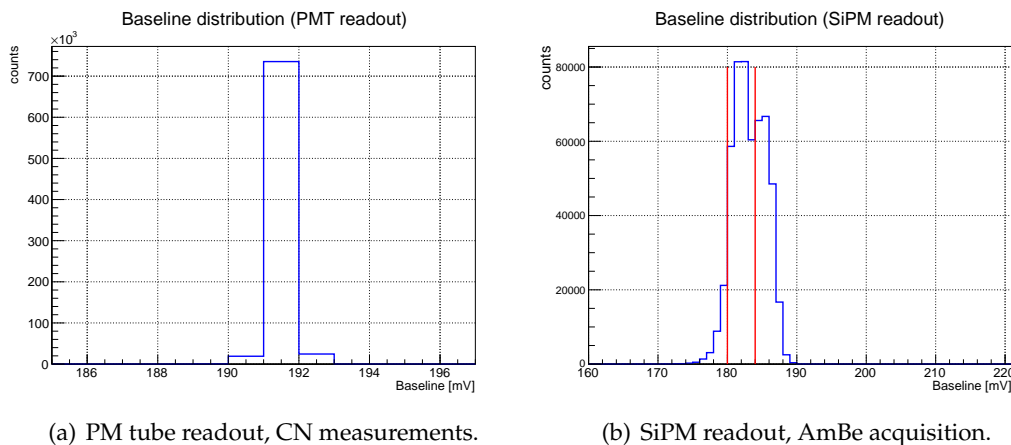 Baseline distribution (PMT readout)
×10³
counts
700
600
500
400
300
200
100
0
186 188 190 192 194 196
Baseline [mV]
(a) PM tube readout, CN measurements.
Baseline distribution (SiPM readout)
counts
80000
60000
40000
20000
0
160 170 180 190 200 210 220
Baseline [mV]
(b) SiPM readout, AmBe acquisition.